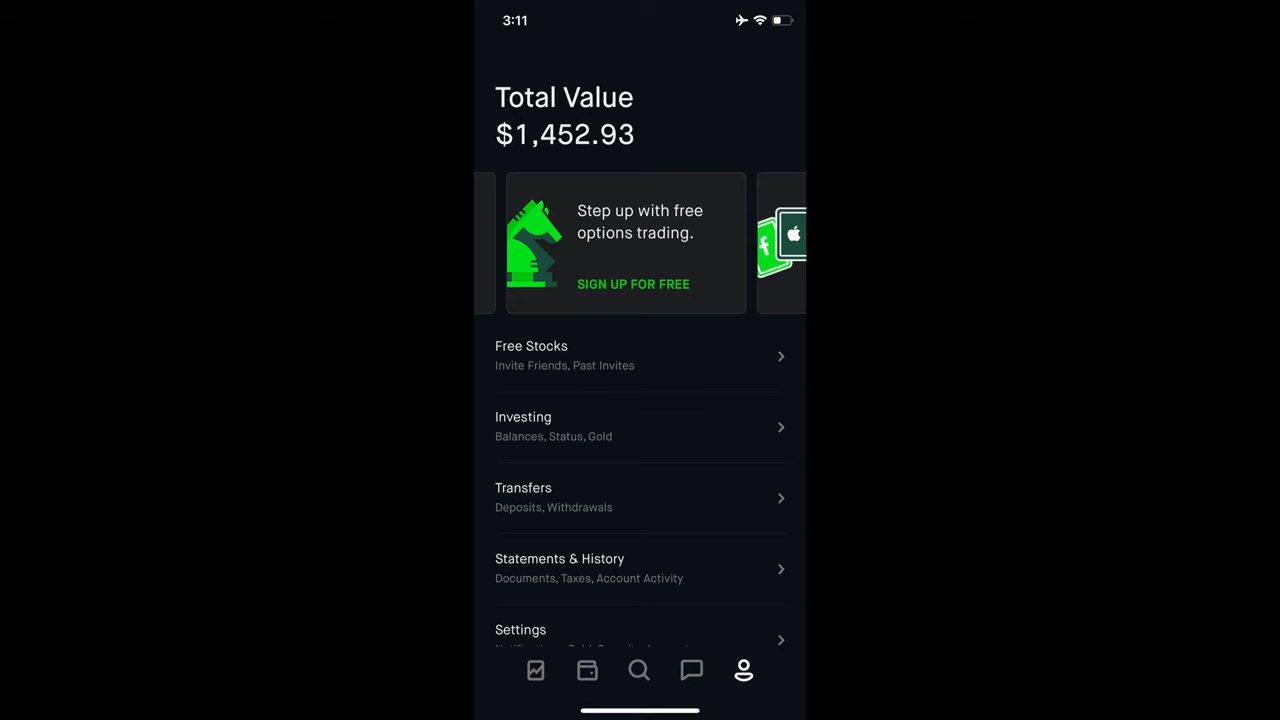 3:11
Total Value
$1,452.93
Step up with free
options trading.
SIGN UP FOR FREE
f
Free Stocks
Invite Friends, Past Invites
Investing
Balances, Status, Gold
Transfers
Deposits, Withdrawals
Statements & History
Documents, Taxes, Account Activity
Settings